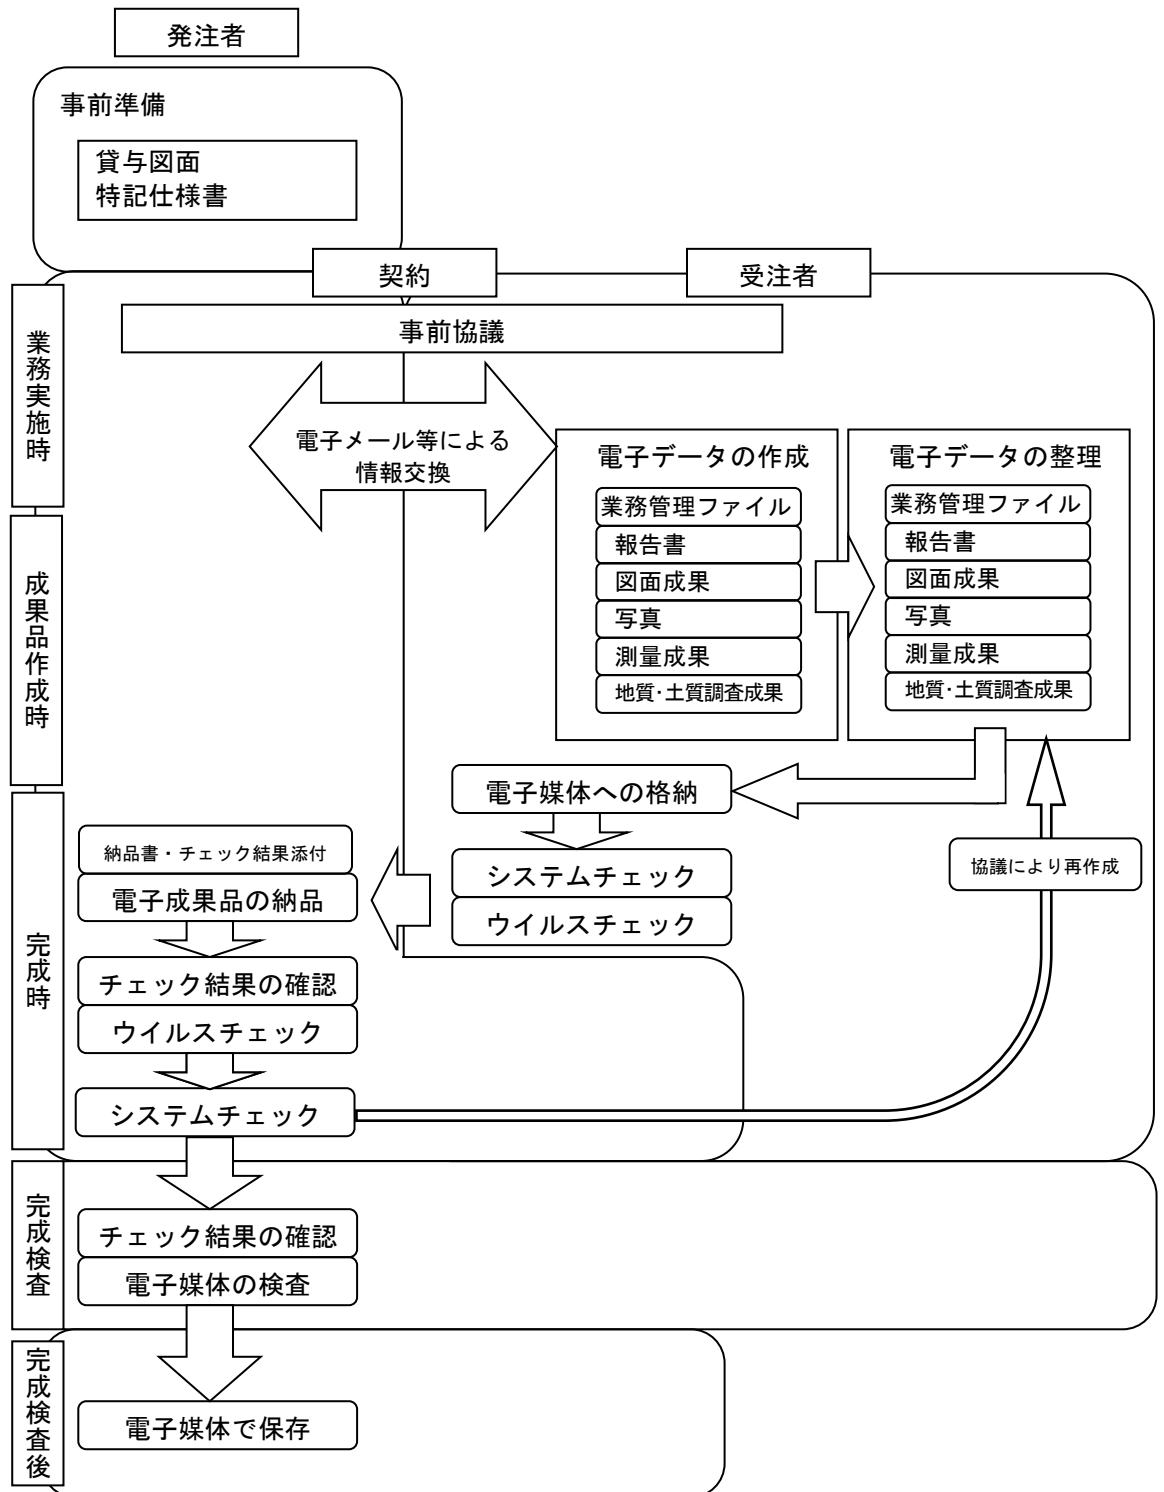 発注者
事前準備
貸与図面
特記仕様書
契約
受注者
事前協議
業務実施時
電子メール等による
情報交換
電子データの作成
業務管理ファイル
報告書
図面成果
写真
測量成果
地質･土質調査成果
電子データの整理
業務管理ファイル
報告書
図面成果
写真
測量成果
地質･土質調査成果
成果品作成時
電子媒体への格納
システムチェック
ウイルスチェック
協議により再作成
完成時
納品書・チェック結果添付
電子成果品の納品
チェック結果の確認
ウイルスチェック
システムチェック
完成検査
チェック結果の確認
電子媒体の検査
完成検査後
電子媒体で保存